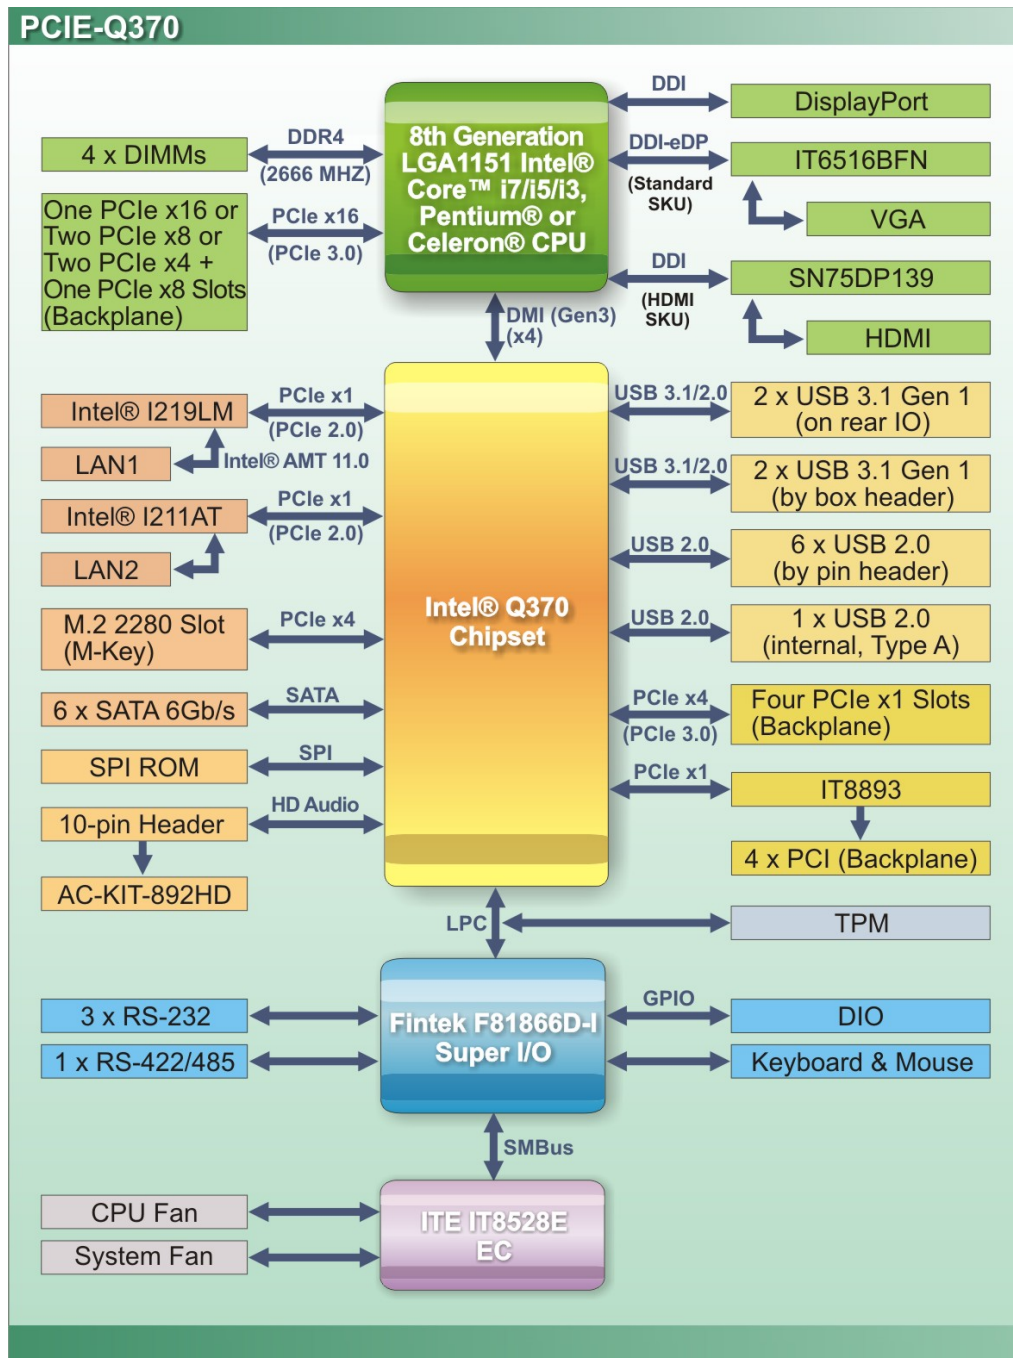 PCIE-Q370
8th Generation
LGA1151 Intel®
Core™ i7/i5/i3,
Pentium® or
Celeron® CPU
4 x DIMMs
DDR4
(2666 MHZ)
One PCIe x16 or
Two PCIe x8 or
Two PCIe x4 +
One PCIe x8 Slots
(Backplane)
PCIe x16
(PCIe 3.0)
DDI
DisplayPort
DDI-eDP
(Standard
SKU)
IT6516BFN
VGA
DDI
(HDMI
SKU)
SN75DP139
HDMI
DMI (Gen3)
(x4)
Intel® Q370
Chipset
Intel® I219LM
PCIe x1
(PCIe 2.0)
LAN1
Intel® AMT 11.0
Intel® I211AT
PCIe x1
(PCIe 2.0)
LAN2
M.2 2280 Slot
(M-Key)
PCIe x4
6 x SATA 6Gb/s
SATA
SPI ROM
SPI
10-pin Header
HD Audio
AC-KIT-892HD
USB 3.1/2.0
2 x USB 3.1 Gen 1
(on rear IO)
USB 3.1/2.0
2 x USB 3.1 Gen 1
(by box header)
USB 2.0
6 x USB 2.0
(by pin header)
USB 2.0
1 x USB 2.0
(internal, Type A)
PCIe x4
(PCIe 3.0)
Four PCIe x1 Slots
(Backplane)
PCIe x1
IT8893
4 x PCI (Backplane)
LPC
TPM
Fintek F81866D-I
Super I/O
3 x RS-232
1 x RS-422/485
GPIO
DIO
Keyboard & Mouse
SMBus
ITE IT8528E
EC
CPU Fan
System Fan